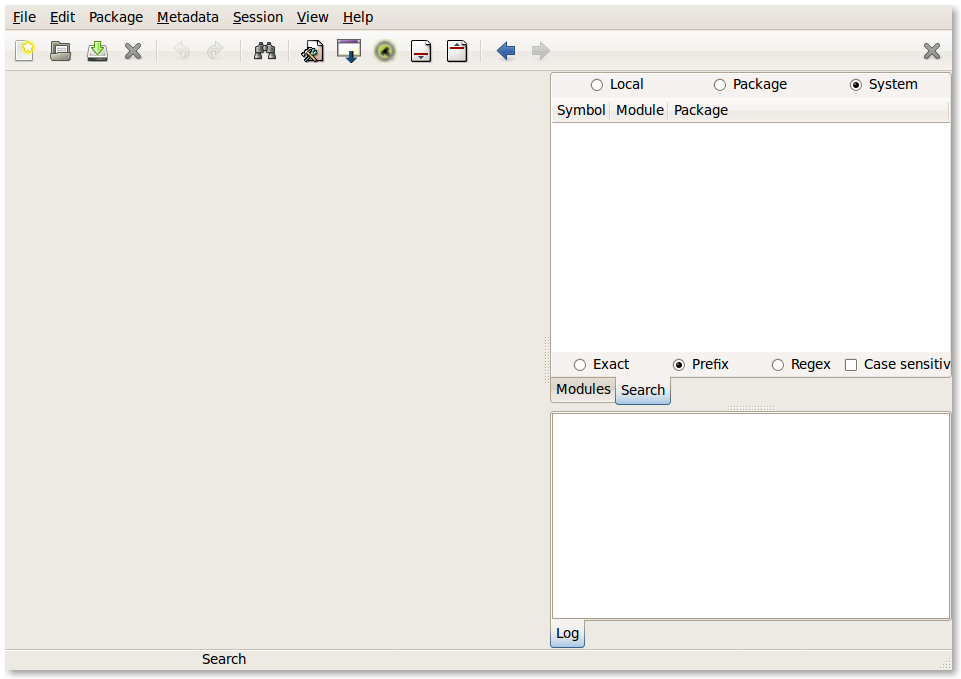 File Edit Package Metadata Session View Help
Local Package System
Symbol Module Package
Exact Prefix Regex Case sensitiv
Modules Search
Log
Search